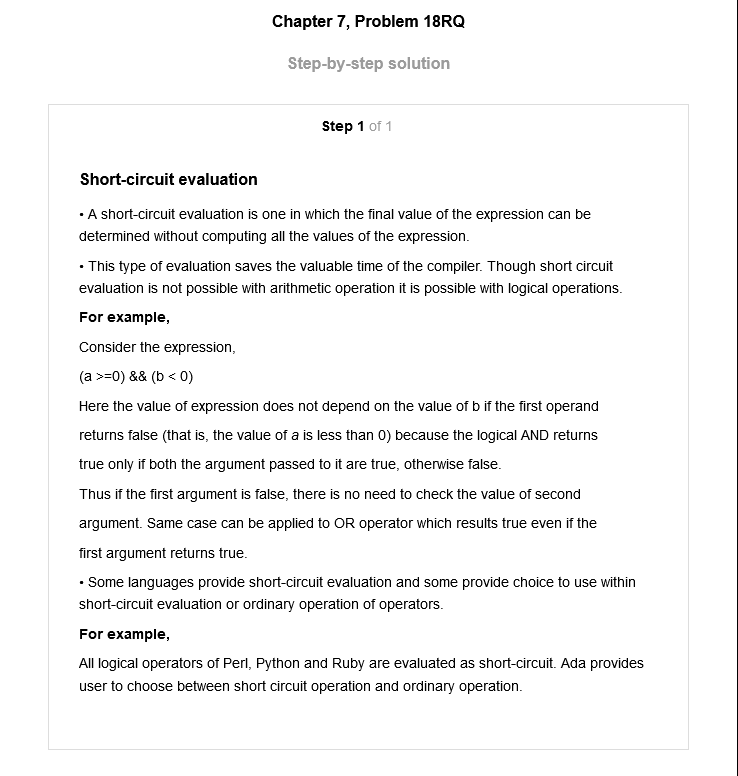 Chapter 7, Problem 18RQ
Step-by-step solution
Step 1 of 1
Short-circuit evaluation
• A short-circuit evaluation is one in which the final value of the expression can be
determined without computing all the values of the expression.
• This type of evaluation saves the valuable time of the compiler. Though short circuit
evaluation is not possible with arithmetic operation it is possible with logical operations.
For example,
Consider the expression,
(a >=0) && (b < 0)
Here the value of expression does not depend on the value of b if the first operand
returns false (that is, the value of a is less than 0) because the logical AND returns
true only if both the argument passed to it are true, otherwise false.
Thus if the first argument is false, there is no need to check the value of second
argument. Same case can be applied to OR operator which results true even if the
first argument returns true.
• Some languages provide short-circuit evaluation and some provide choice to use within
short-circuit evaluation or ordinary operation of operators.
For example,
All logical operators of Perl, Python and Ruby are evaluated as short-circuit. Ada provides
user to choose between short circuit operation and ordinary operation.